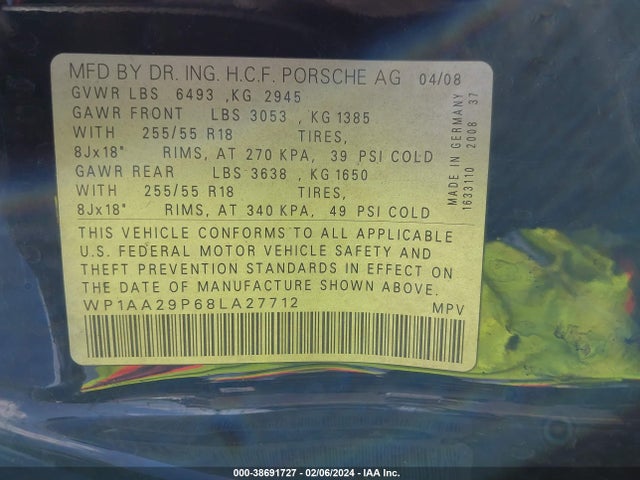 MFD BY DR. ING. H.C.F. PORSCHE AG 04/08
GVWR LBS 6493 , KG 2945
GAWR FRONT LBS 3053 , KG 1385
WITH 255/55 R18 TIRES,
8Jx18" RIMS, AT 270 KPA, 39 PSI COLD
GAWR REAR LBS 3638 , KG 1650
WITH 255/55 R18 TIRES,
8Jx18" RIMS, AT 340 KPA, 49 PSI COLD
THIS VEHICLE CONFORMS TO ALL APPLICABLE
U.S. FEDERAL MOTOR VEHICLE SAFETY AND
THEFT PREVENTION STANDARDS IN EFFECT ON
THE DATE OF MANUFACTURE SHOWN ABOVE.
WP1AA29P68LA27712 MPV
MADE IN GERMANY
1633110 2008 37
000-38691727 - 02/06/2024 - IAA Inc.